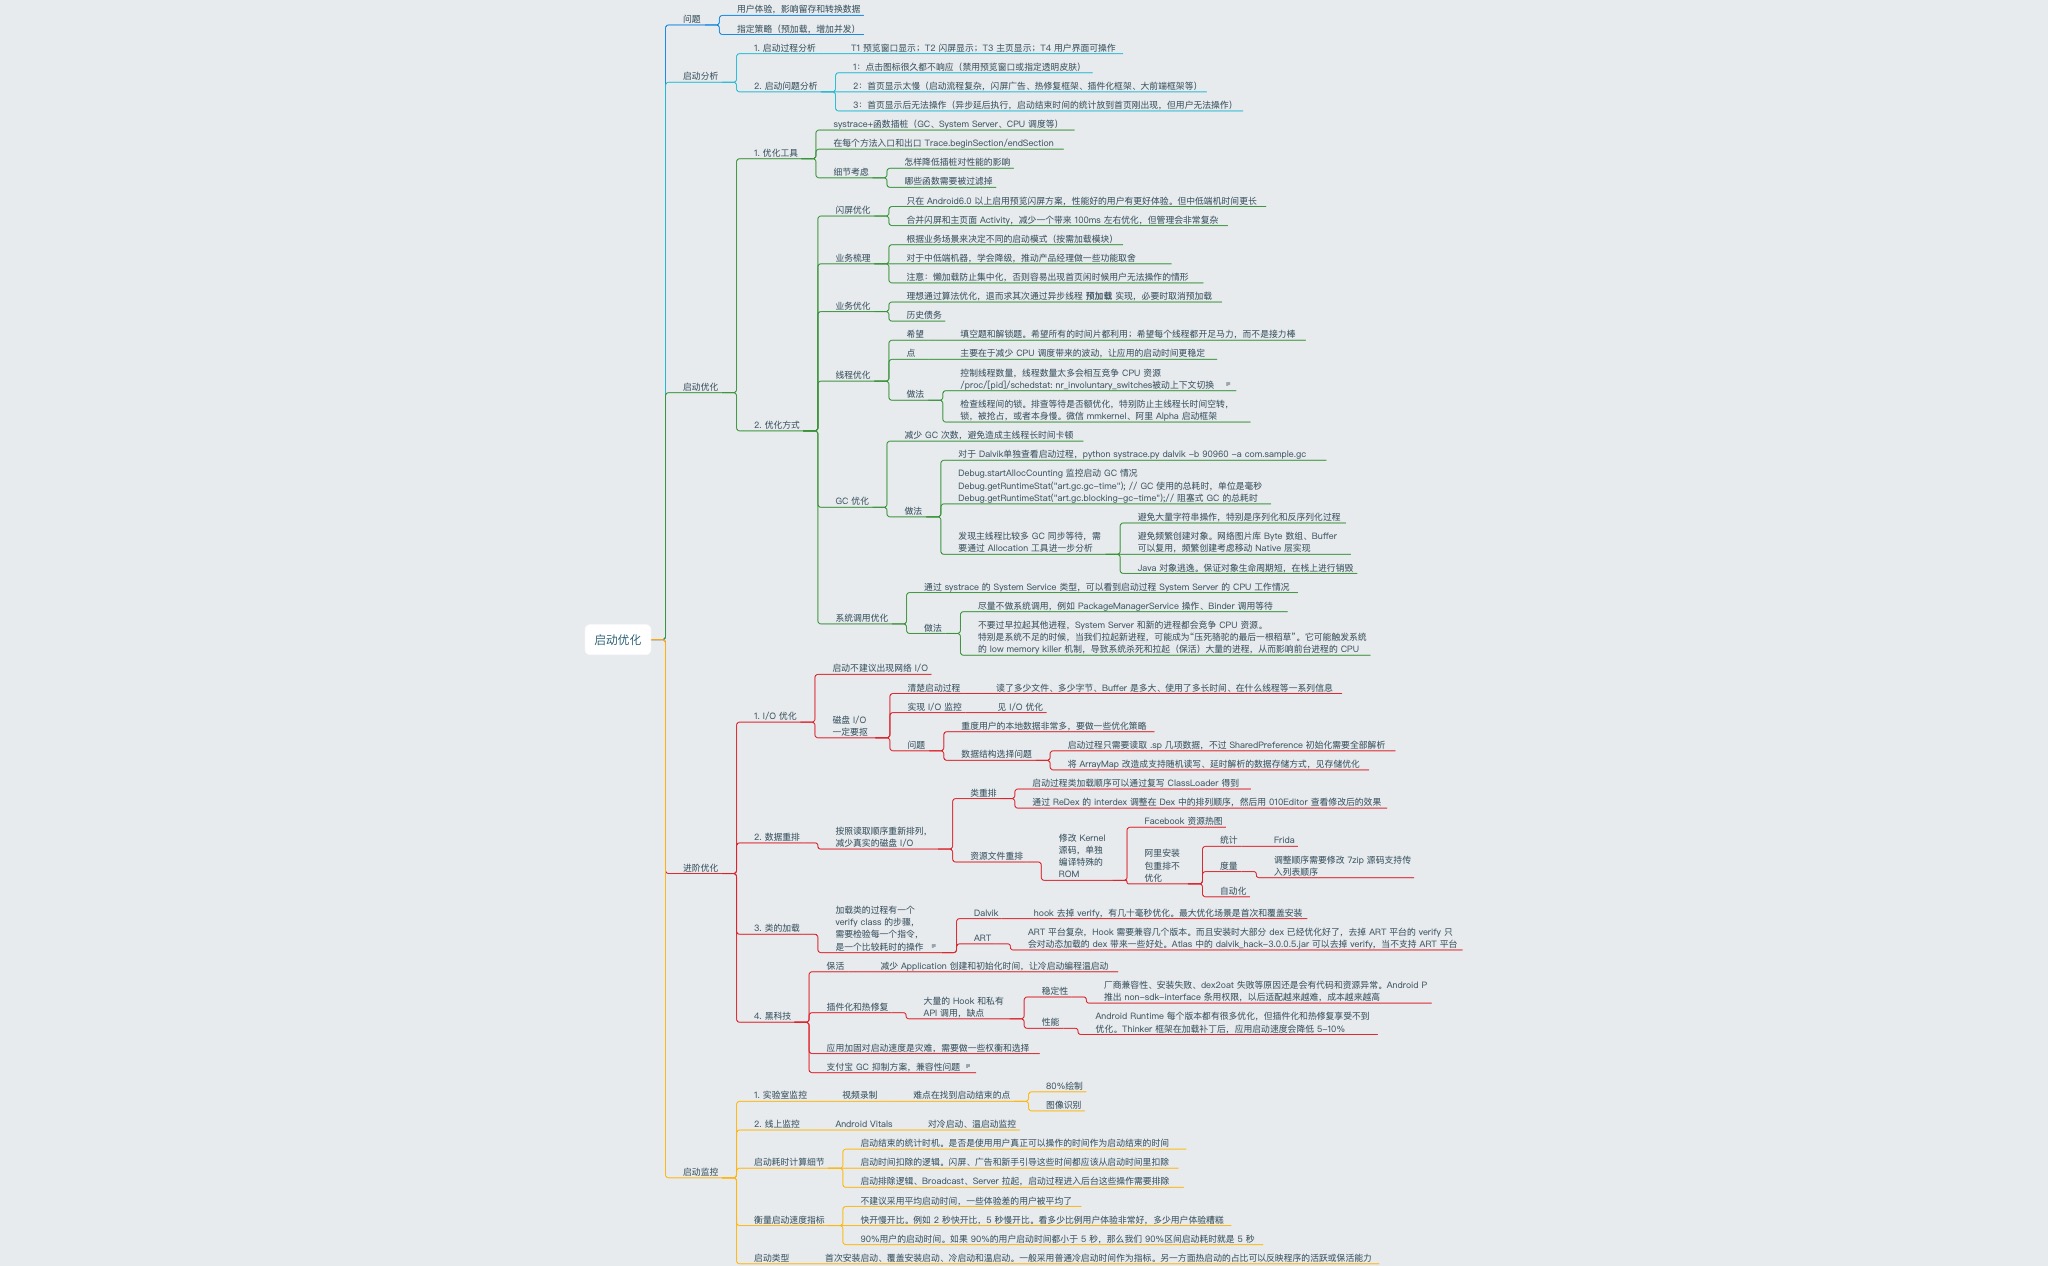 启动优化
问题
用户体验，影响留存和转换数据
指定策略（预加载，增加并发）
启动分析
1. 启动过程分析
T1 预览窗口显示；T2 闪屏显示；T3 主页显示；T4 用户界面可操作
2. 启动问题分析
1：点击图标很久都不响应（禁用预览窗口或指定透明皮肤）
2：首页显示太慢（启动流程复杂，闪屏广告、热修复框架、插件化框架、大前端框架等）
3：首页显示后无法操作（异步延后执行，启动结束时间的统计放到首页刚出现，但用户无法操作）
启动优化
1. 优化工具
systrace+函数插桩（GC、System Server、CPU 调度等）
在每个方法入口和出口 Trace.beginSection/endSection
细节考虑
怎样降低插桩对性能的影响
哪些函数需要被过滤掉
2. 优化方式
闪屏优化
只在 Android6.0 以上启用预览闪屏方案，性能好的用户有更好体验。但中低端机时间更长
合并闪屏和主页面 Activity，减少一个带来 100ms 左右优化，但管理会非常复杂
业务梳理
根据业务场景来决定不同的启动模式（按需加载模块）
对于中低端机器，学会降级，推动产品经理做一些功能取舍
注意：懒加载防止集中化，否则容易出现首页闲时候用户无法操作的情形
业务优化
理想通过算法优化，退而求其次通过异步线程 预加载 实现，必要时取消预加载
历史债务
线程优化
希望
填空题和解锁题。希望所有的时间片都利用；希望每个线程都开足马力，而不是接力棒
点
主要在于减少 CPU 调度带来的波动，让应用的启动时间更稳定
做法
控制线程数量，线程数量太多会相互竞争 CPU 资源
/proc/[pid]/schedstat: nr_involuntary_switches被动上下文切换
检查线程间的锁。排查等待是否额优化，特别防止主线程长时间空转，
锁，被抢占，或者本身慢。微信 mmkernel、阿里 Alpha 启动框架
GC 优化
减少 GC 次数，避免造成主线程长时间卡顿
做法
对于 Dalvik单独查看启动过程，python systrace.py dalvik -b 90960 -a com.sample.gc
Debug.startAllocCounting 监控启动 GC 情况
Debug.getRuntimeStat("art.gc.gc-time"); // GC 使用的总耗时，单位是毫秒
Debug.getRuntimeStat("art.gc.blocking-gc-time");// 阻塞式 GC 的总耗时
发现主线程比较多 GC 同步等待，需
要通过 Allocation 工具进一步分析
避免大量字符串操作，特别是序列化和反序列化过程
避免频繁创建对象。网络图片库 Byte 数组、Buffer
可以复用，频繁创建考虑移动 Native 层实现
Java 对象逃逸。保证对象生命周期短，在栈上进行销毁
系统调用优化
通过 systrace 的 System Service 类型，可以看到启动过程 System Server 的 CPU 工作情况
做法
尽量不做系统调用，例如 PackageManagerService 操作、Binder 调用等待
不要过早拉起其他进程，System Server 和新的进程都会竞争 CPU 资源。
特别是系统不足的时候，当我们拉起新进程，可能成为“压死骆驼的最后一根稻草”。它可能触发系统
的 low memory killer 机制，导致系统杀死和拉起（保活）大量的进程，从而影响前台进程的 CPU
进阶优化
1. I/O 优化
启动不建议出现网络 I/O
磁盘 I/O
一定要抠
清楚启动过程
读了多少文件、多少字节、Buffer 是多大、使用了多长时间、在什么线程等一系列信息
实现 I/O 监控
见 I/O 优化
问题
重度用户的本地数据非常多，要做一些优化策略
数据结构选择问题
启动过程只需要读取 .sp 几项数据，不过 SharedPreference 初始化需要全部解析
将 ArrayMap 改造成支持随机读写、延时解析的数据存储方式，见存储优化
2. 数据重排
按照读取顺序重新排列，
减少真实的磁盘 I/O
类重排
启动过程类加载顺序可以通过复写 ClassLoader 得到
通过 ReDex 的 interdex 调整在 Dex 中的排列顺序，然后用 010Editor 查看修改后的效果
资源文件重排
修改 Kernel
源码，单独
编译特殊的
ROM
Facebook 资源热图
阿里安装
包重排不
优化
统计
Frida
度量
调整顺序需要修改 7zip 源码支持传
入列表顺序
自动化
3. 类的加载
加载类的过程有一个
verify class 的步骤，
需要检验每一个指令，
是一个比较耗时的操作
Dalvik
hook 去掉 verify，有几十毫秒优化。最大优化场景是首次和覆盖安装
ART
ART 平台复杂，Hook 需要兼容几个版本。而且安装时大部分 dex 已经优化好了，去掉 ART 平台的 verify 只
会对动态加载的 dex 带来一些好处。Atlas 中的 dalvik_hack-3.0.0.5.jar 可以去掉 verify，当不支持 ART 平台
4. 黑科技
保活
减少 Application 创建和初始化时间，让冷启动编程温启动
插件化和热修复
大量的 Hook 和私有
API 调用，缺点
稳定性
厂商兼容性、安装失败、dex2oat 失败等原因还是会有代码和资源异常。Android P
推出 non-sdk-interface 条用权限，以后适配越来越难，成本越来越高
性能
Android Runtime 每个版本都有很多优化，但插件化和热修复享受不到
优化。Thinker 框架在加载补丁后，应用启动速度会降低 5-10%
应用加固对启动速度是灾难，需要做一些权衡和选择
支付宝 GC 抑制方案，兼容性问题
启动监控
1. 实验室监控
视频录制
难点在找到启动结束的点
80%绘制
图像识别
2. 线上监控
Android Vitals
对冷启动、温启动监控
启动耗时计算细节
启动结束的统计时机。是否是使用用户真正可以操作的时间作为启动结束的时间
启动时间扣除的逻辑。闪屏、广告和新手引导这些时间都应该从启动时间里扣除
启动排除逻辑、Broadcast、Server 拉起，启动过程进入后台这些操作需要排除
衡量启动速度指标
不建议采用平均启动时间，一些体验差的用户被平均了
快开慢开比。例如 2 秒快开比，5 秒慢开比。看多少比例用户体验非常好，多少用户体验糟糕
90%用户的启动时间。如果 90%的用户启动时间都小于 5 秒，那么我们 90%区间启动耗时就是 5 秒
启动类型
首次安装启动、覆盖安装启动、冷启动和温启动。一般采用普通冷启动时间作为指标。另一方面热启动的占比可以反映程序的活跃或保活能力